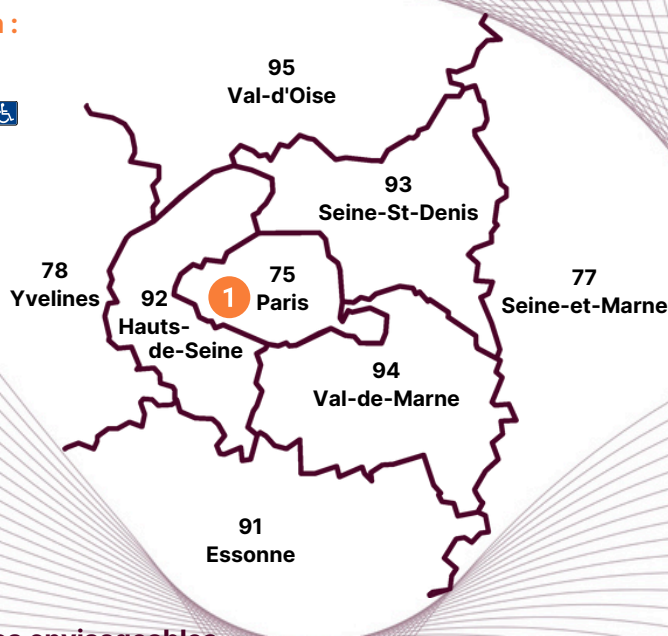 :
95
Val-d'Oise
93
Seine-St-Denis
78
Yvelines
92
Hauts-
de-Seine
1
75
Paris
77
Seine-et-Marne
94
Val-de-Marne
91
Essonne
envisageables